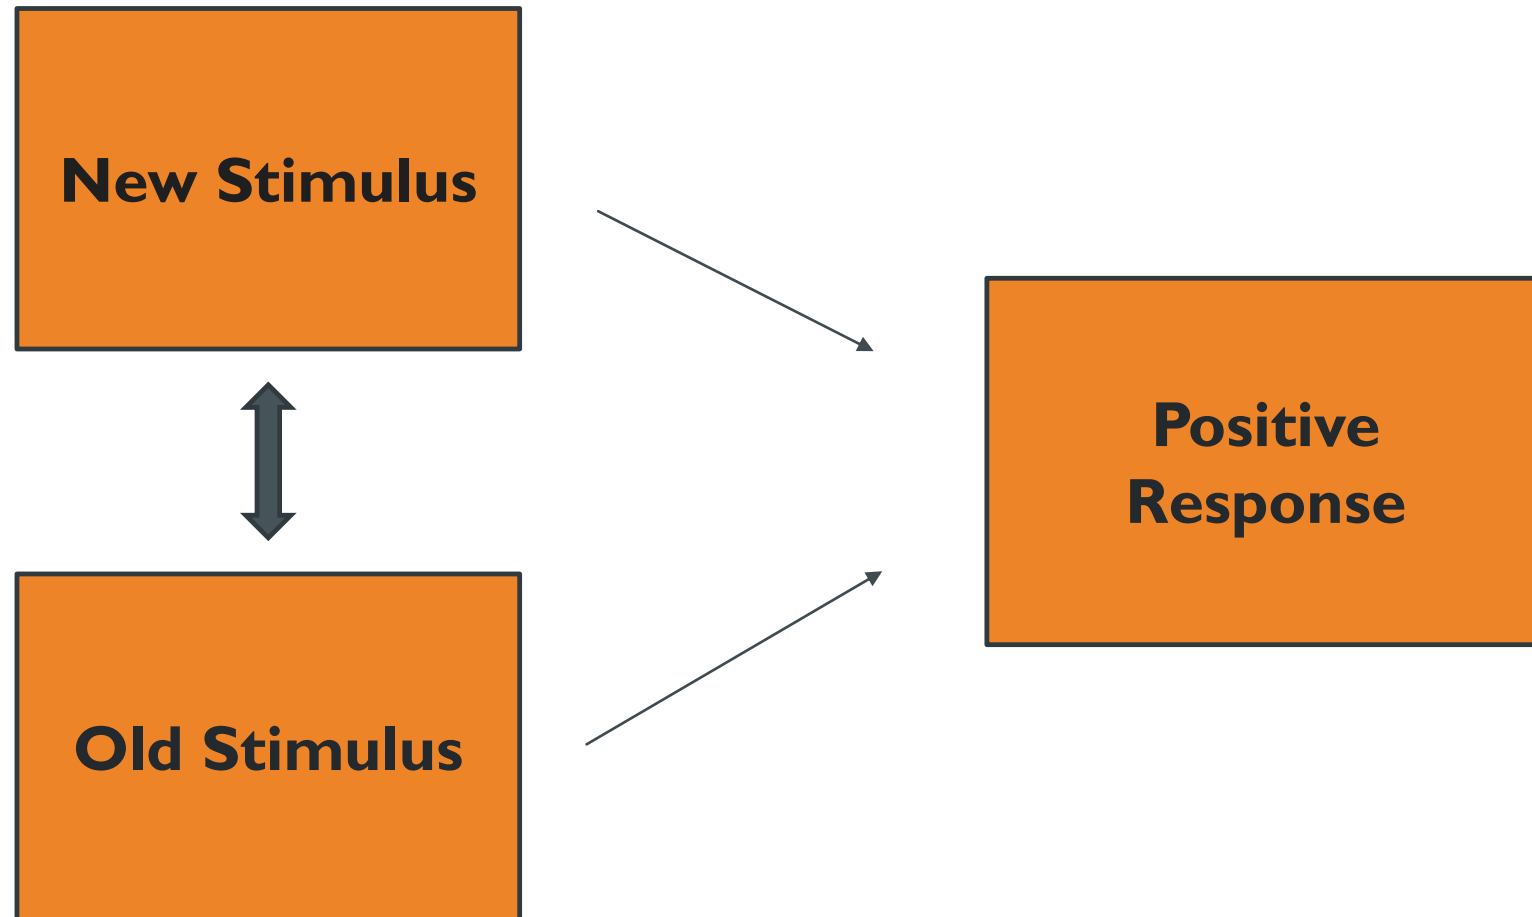 New Stimulus
Positive
Response
Old Stimulus